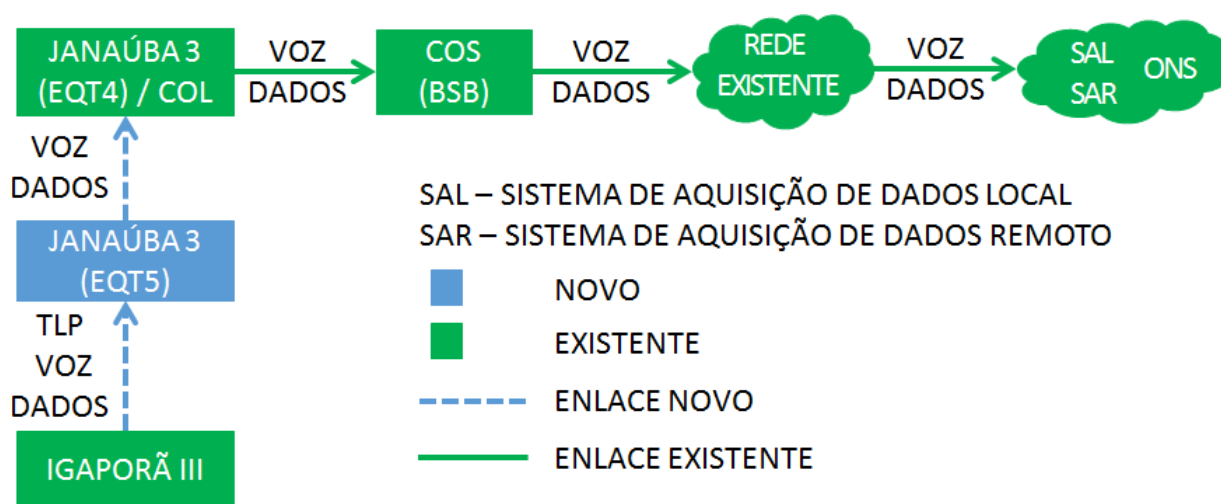 JANAÚBA 3
(EQT4) / COL
VOZ
DADOS
COS
(BSB)
VOZ
DADOS
REDE
EXISTENTE
VOZ
DADOS
SAL
SAR
ONS
VOZ
DADOS
JANAÚBA 3
(EQT5)
TLP
VOZ
DADOS
IGAPORÃ III
SAL – SISTEMA DE AQUISIÇÃO DE DADOS LOCAL
SAR – SISTEMA DE AQUISIÇÃO DE DADOS REMOTO
NOVO
EXISTENTE
ENLACE NOVO
ENLACE EXISTENTE